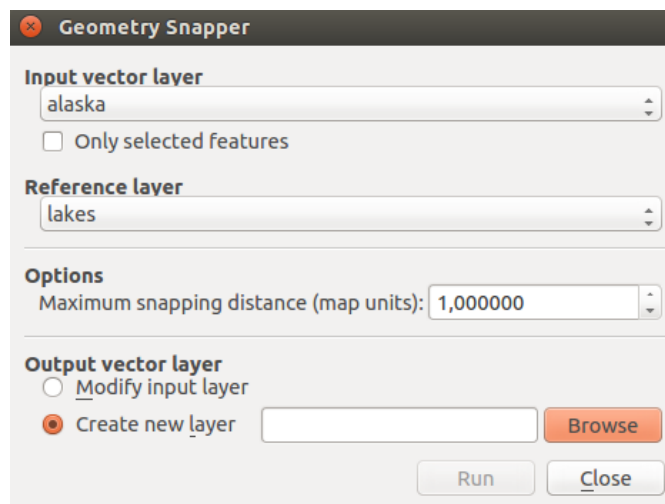 Geometry Snapper
Input vector layer
alaska
Only selected features
Reference layer
lakes
Options
Maximum snapping distance (map units): 1,000000
Output vector layer
Modify input layer
Create new layer Browse
Run Close